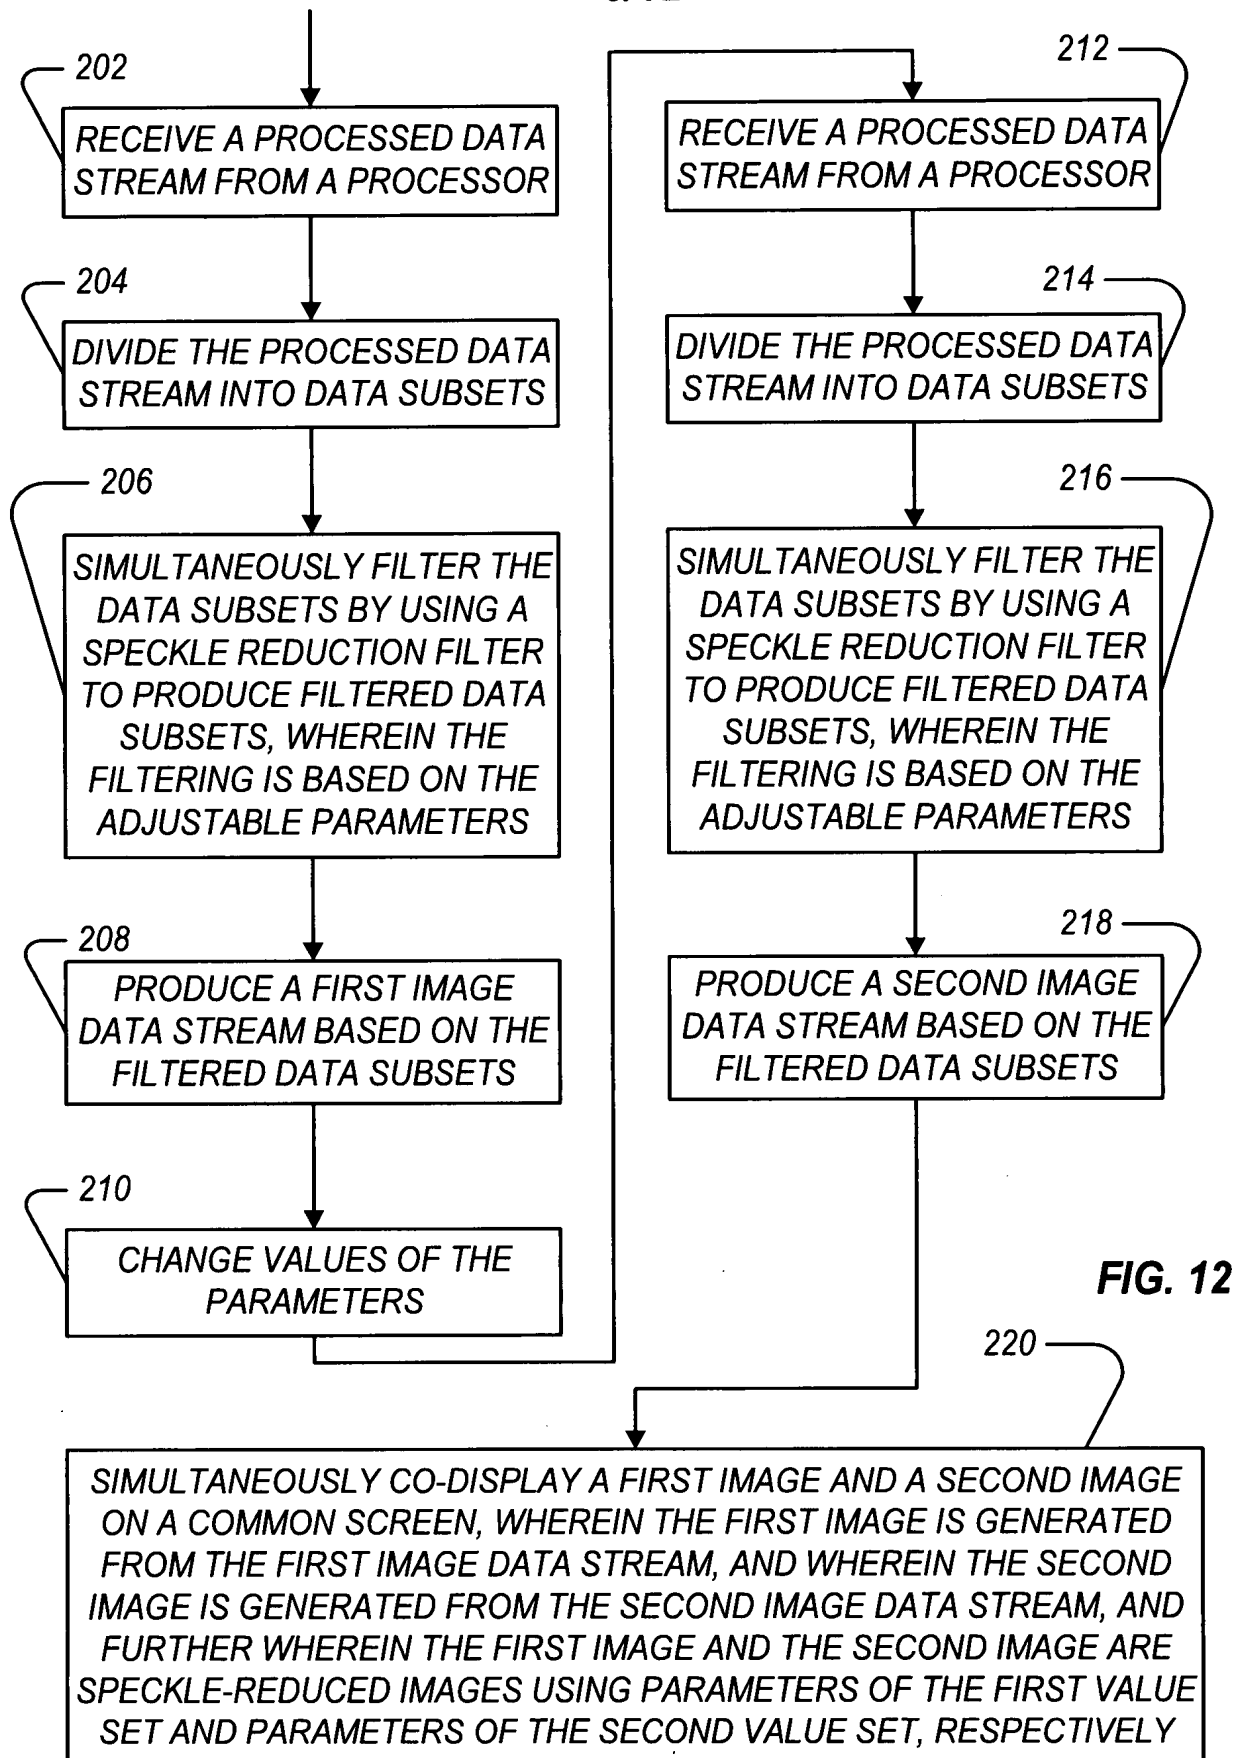 202
RECEIVE A PROCESSED DATA
STREAM FROM A PROCESSOR
204
DIVIDE THE PROCESSED DATA
STREAM INTO DATA SUBSETS
206
SIMULTANEOUSLY FILTER THE
DATA SUBSETS BY USING A
SPECKLE REDUCTION FILTER
TO PRODUCE FILTERED DATA
SUBSETS, WHEREIN THE
FILTERING IS BASED ON THE
ADJUSTABLE PARAMETERS
208
PRODUCE A FIRST IMAGE
DATA STREAM BASED ON THE
FILTERED DATA SUBSETS
210
CHANGE VALUES OF THE
PARAMETERS
212
RECEIVE A PROCESSED DATA
STREAM FROM A PROCESSOR
214
DIVIDE THE PROCESSED DATA
STREAM INTO DATA SUBSETS
216
SIMULTANEOUSLY FILTER THE
DATA SUBSETS BY USING A
SPECKLE REDUCTION FILTER
TO PRODUCE FILTERED DATA
SUBSETS, WHEREIN THE
FILTERING IS BASED ON THE
ADJUSTABLE PARAMETERS
218
PRODUCE A SECOND IMAGE
DATA STREAM BASED ON THE
FILTERED DATA SUBSETS
FIG. 12
220
SIMULTANEOUSLY CO-DISPLAY A FIRST IMAGE AND A SECOND IMAGE
ON A COMMON SCREEN, WHEREIN THE FIRST IMAGE IS GENERATED
FROM THE FIRST IMAGE DATA STREAM, AND WHEREIN THE SECOND
IMAGE IS GENERATED FROM THE SECOND IMAGE DATA STREAM, AND
FURTHER WHEREIN THE FIRST IMAGE AND THE SECOND IMAGE ARE
SPECKLE-REDUCED IMAGES USING PARAMETERS OF THE FIRST VALUE
SET AND PARAMETERS OF THE SECOND VALUE SET, RESPECTIVELY